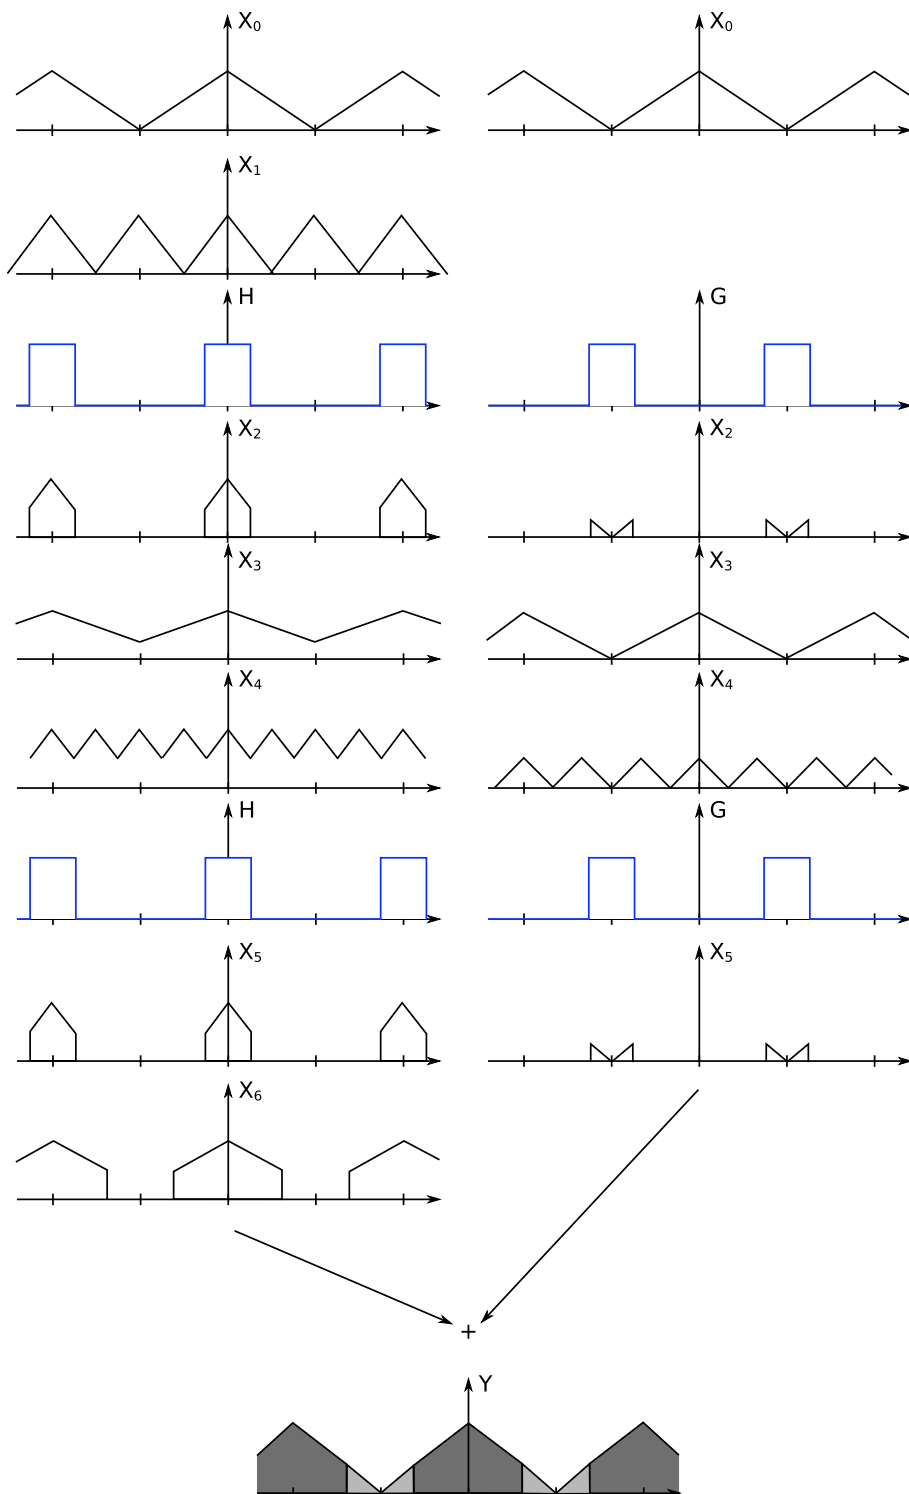 X₀ X₀
X₁
H G
X₂ X₂
X₃ X₃
X₄ X₄
H G
X₅ X₅
X₆
+
Y